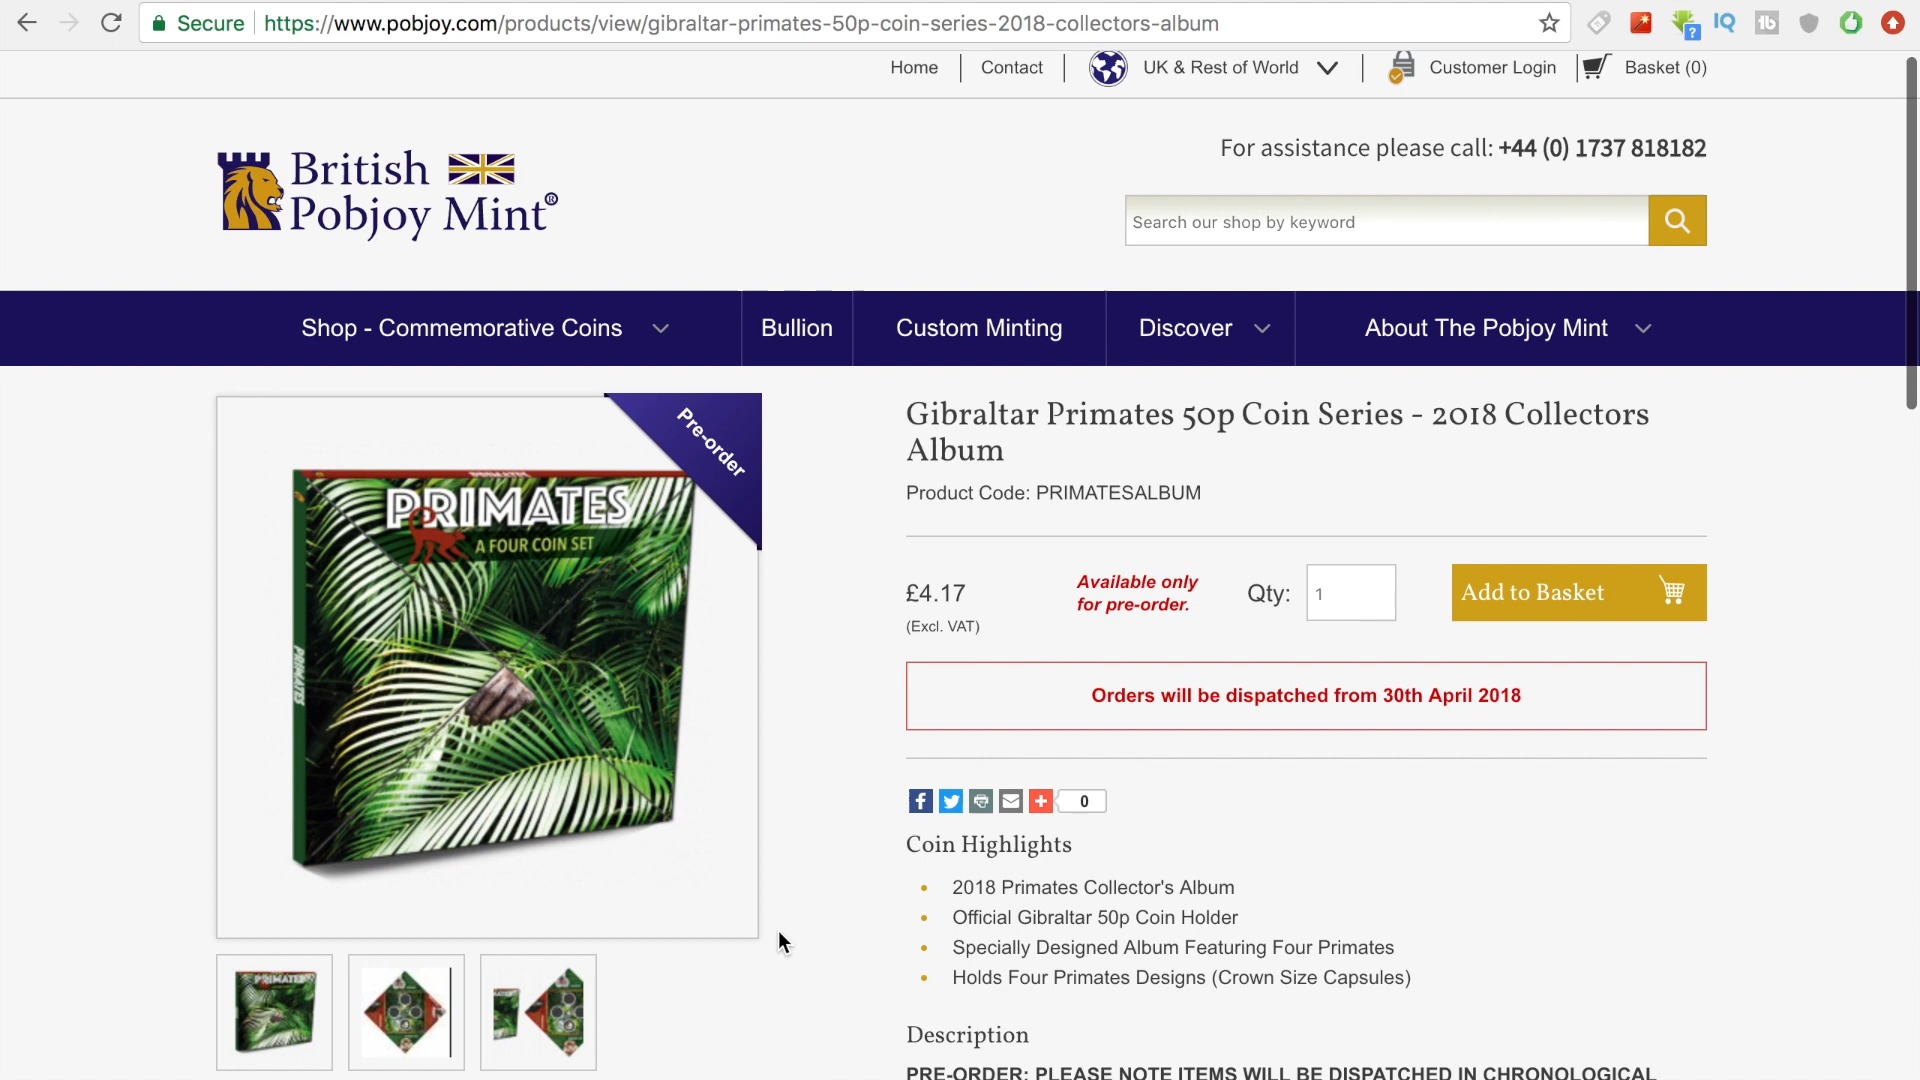 Secure https://www.pobjoy.com/products/view/gibraltar-primates-50p-coin-series-2018-collectors-album
Home Contact UK & Rest of World Customer Login Basket (0)
For assistance please call: +44 (0) 1737 818182
British
Pobjoy Mint®
Search our shop by keyword
Shop - Commemorative Coins Bullion Custom Minting Discover About The Pobjoy Mint
Pre-order
PRIMATES
A FOUR COIN SET
PRIMATES
Gibraltar Primates 50p Coin Series - 2018 Collectors
Album
Product Code: PRIMATESALBUM
£4.17
(Excl. VAT)
Available only
for pre-order.
Qty: 1
Add to Basket
Orders will be dispatched from 30th April 2018
0
Coin Highlights
2018 Primates Collector's Album
Official Gibraltar 50p Coin Holder
Specially Designed Album Featuring Four Primates
Holds Four Primates Designs (Crown Size Capsules)
Description
PRE-ORDER: PLEASE NOTE ITEMS WILL BE DISPATCHED IN CHRONOLOGICAL